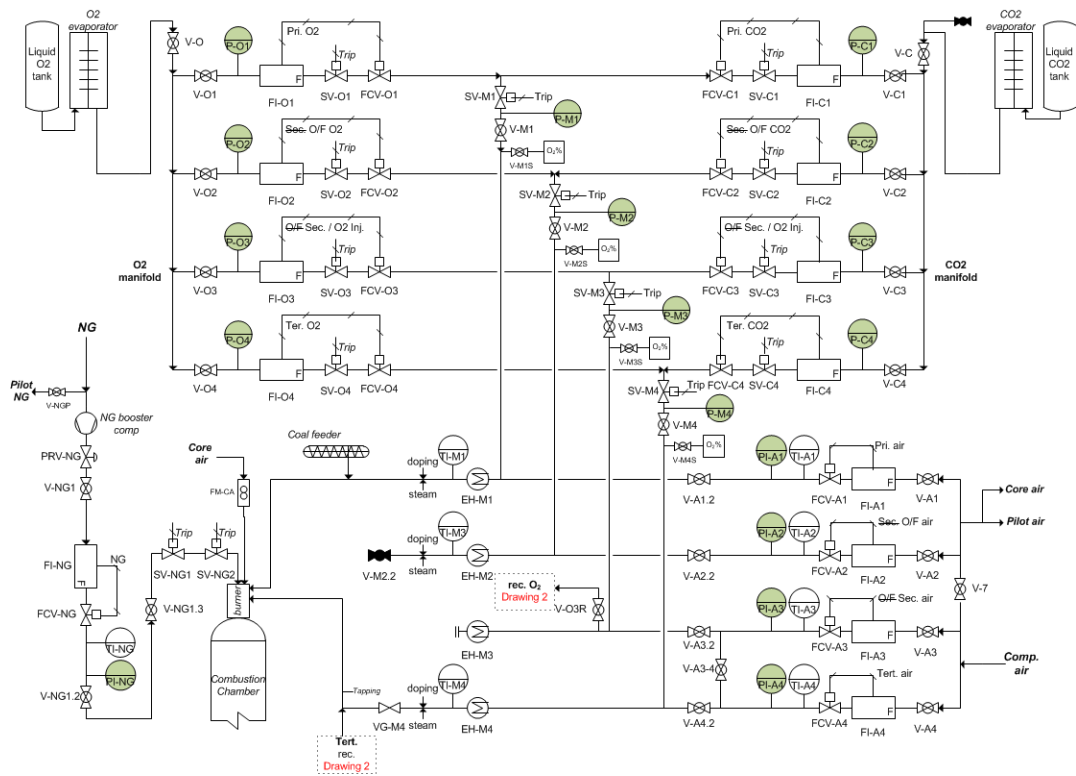 O2
evaporator
Liquid
O2
tank
V-O
P-O1
Pri. O2
Trip
F
V-O1
FI-O1
SV-O1
FCV-O1
Pri. CO2
Trip
F
P-C1
FCV-C1
SV-C1
FI-C1
V-C1
V-C
CO2
evaporator
Liquid
CO2
tank
SV-M1
Trip
P-M1
V-M1
O2%
V-M1S
P-O2
Sec. O/F O2
Trip
F
V-O2
FI-O2
SV-O2
FCV-O2
Sec. O/F CO2
Trip
F
P-C2
FCV-C2
SV-C2
FI-C2
V-C2
SV-M2
Trip
P-M2
V-M2
O2%
V-M2S
O2
manifold
P-O3
O/F Sec. / O2 Inj.
Trip
F
V-O3
FI-O3
SV-O3
FCV-O3
O/F Sec. / O2 Inj.
Trip
F
P-C3
FCV-C3
SV-C3
FI-C3
V-C3
CO2
manifold
SV-M3
Trip
P-M3
V-M3
O2%
V-M3S
P-O4
Ter. O2
Trip
F
V-O4
FI-O4
SV-O4
FCV-O4
Ter. CO2
Trip
F
P-C4
FCV-C4
SV-C4
FI-C4
V-C4
SV-M4
Trip
P-M4
V-M4
O2%
V-M4S
NG
Pilot
NG
V-NGP
NG booster
comp
PRV-NG
V-NG1
FI-NG
F
NG
FCV-NG
TI-NG
PI-NG
V-NG1.2
V-NG1.3
Trip
Trip
SV-NG1
SV-NG2
Core
air
FM-CA
burner
Combustion
Chamber
Coal feeder
doping
steam
TI-M1
EH-M1
V-A1.2
PI-A1
TI-A1
Pri. air
F
FCV-A1
FI-A1
V-A1
Core air
Pilot air
V-M2.2
doping
steam
TI-M3
EH-M2
V-A2.2
PI-A2
TI-A2
Sec. O/F air
F
FCV-A2
FI-A2
V-A2
V-7
rec. O2
Drawing 2
V-O3R
EH-M3
V-A3.2
PI-A3
TI-A3
O/F Sec. air
F
FCV-A3
FI-A3
V-A3
V-A3-4
Comp.
air
Tapping
VG-M4
doping
steam
TI-M4
EH-M4
V-A4.2
PI-A4
TI-A4
Tert. air
F
FCV-A4
FI-A4
V-A4
Tert.
rec.
Drawing 2